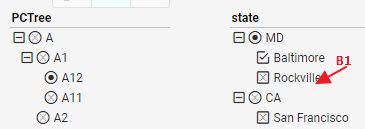 PCTree
A
A1
A12
A11
A2
state
MD
Baltimore
B1
Rockville
CA
San Francisco